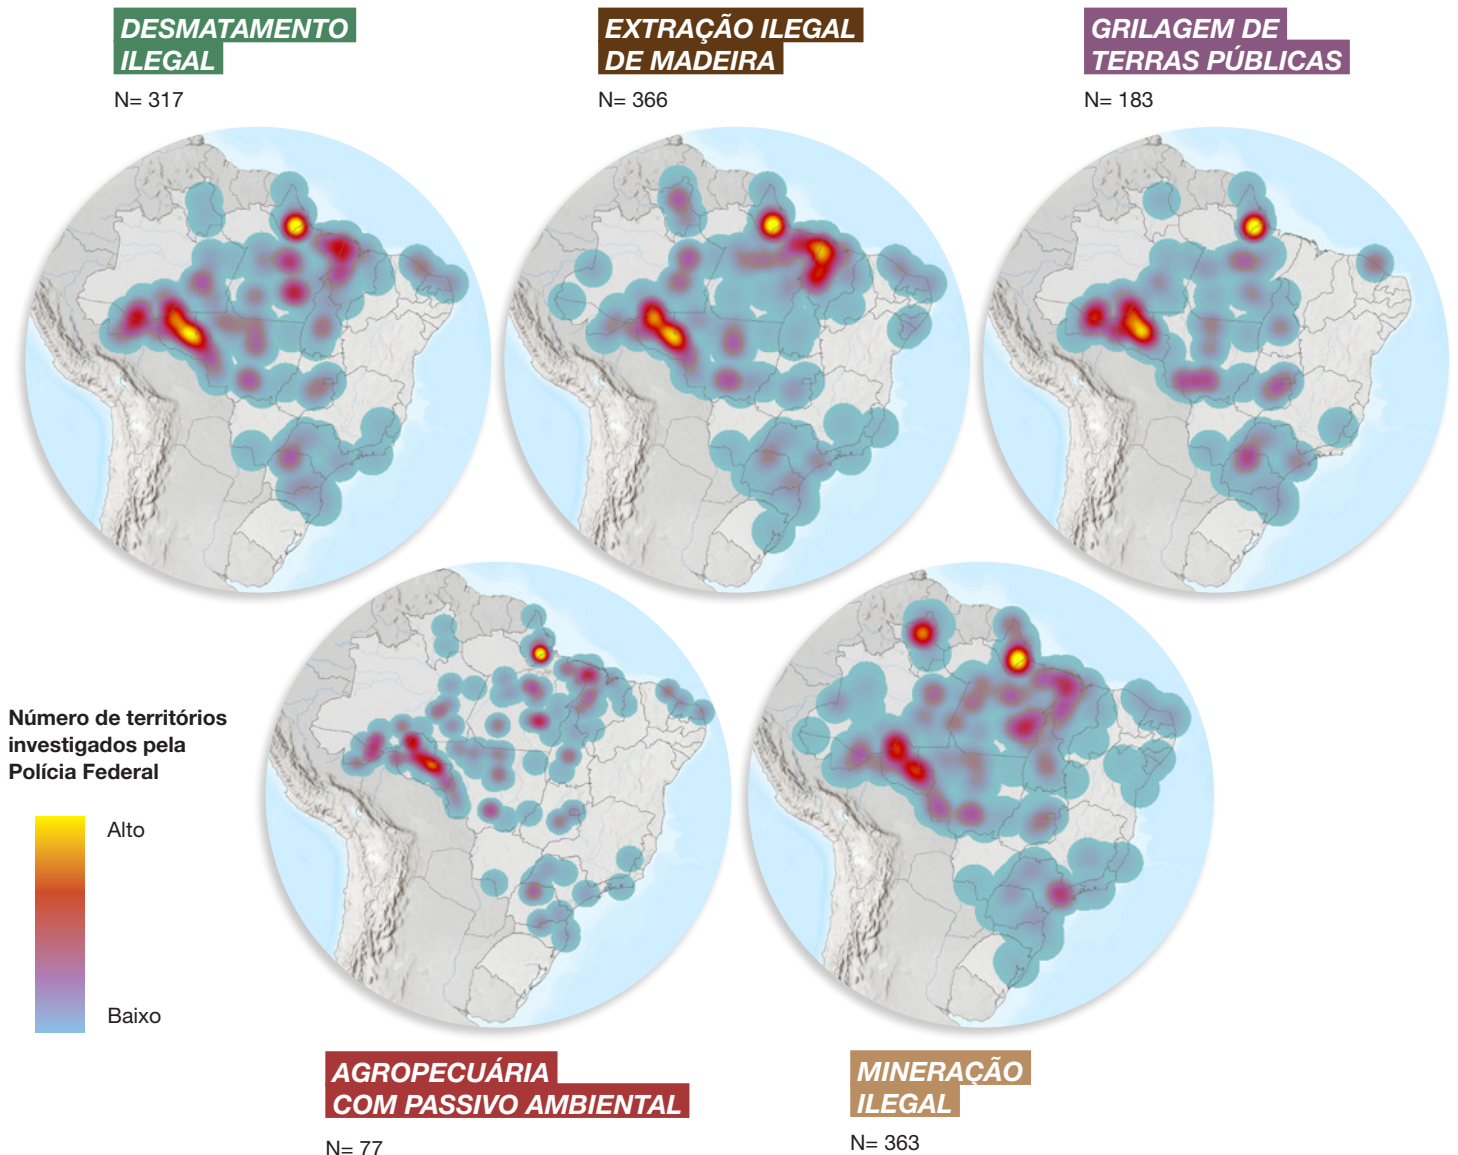 DESMATAMENTO
ILEGAL
N= 317
EXTRAÇÃO ILEGAL
DE MADEIRA
N= 366
GRILAGEM DE
TERRAS PÚBLICAS
N= 183
Número de territórios
investigados pela
Polícia Federal
Alto
Baixo
AGROPECUÁRIA
COM PASSIVO AMBIENTAL
N= 77
MINERAÇÃO
ILEGAL
N= 363